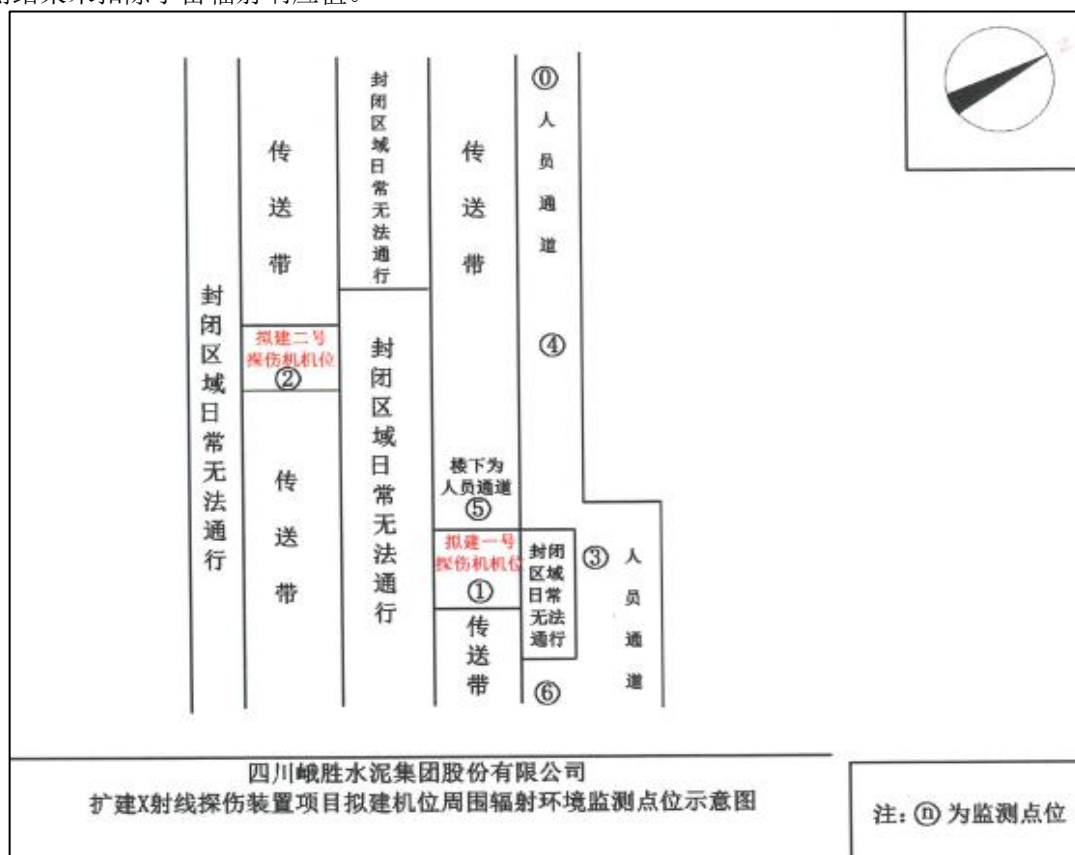 封闭区域日常无法通行
传送带
拟建二号
探伤机机位
②
传送带
封闭区域日常无法通行
封闭区域日常无法通行
传送带
楼下为
人员通道
⑤
拟建一号
探伤机机位
①
传送带
⓪
人员通道
④
封闭
区域
日常
无法
通行
⑥
③
人员通道
四川峨胜水泥集团股份有限公司
扩建X射线探伤装置项目拟建机位周围辐射环境监测点位示意图
注：ⓝ为监测点位